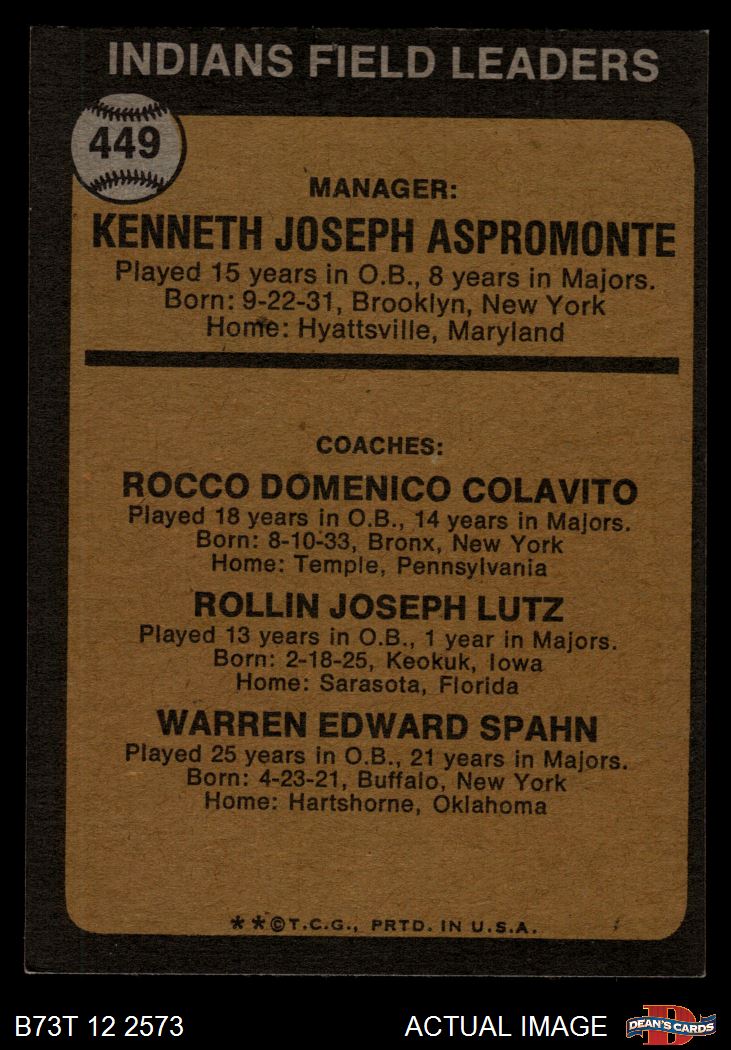 INDIANS FIELD LEADERS
449
MANAGER:
KENNETH JOSEPH ASPROMONTE
Played 15 years in O.B., 8 years in Majors.
Born: 9-22-31, Brooklyn, New York
Home: Hyattsville, Maryland
COACHES:
ROCCO DOMENICO COLAVITO
Played 18 years in O.B., 14 years in Majors.
Born: 8-10-33, Bronx, New York
Home: Temple, Pennsylvania
ROLLIN JOSEPH LUTZ
Played 13 years in O.B., 1 year in Majors.
Born: 2-18-25, Keokuk, Iowa
Home: Sarasota, Florida
WARREN EDWARD SPAHN
Played 25 years in O.B., 21 years in Majors.
Born: 4-23-21, Buffalo, New York
Home: Hartshorne, Oklahoma
**©T.C.G., PRTD. IN U.S.A.
B73T 12 2573
ACTUAL IMAGE
D
DEAN'S CARDS